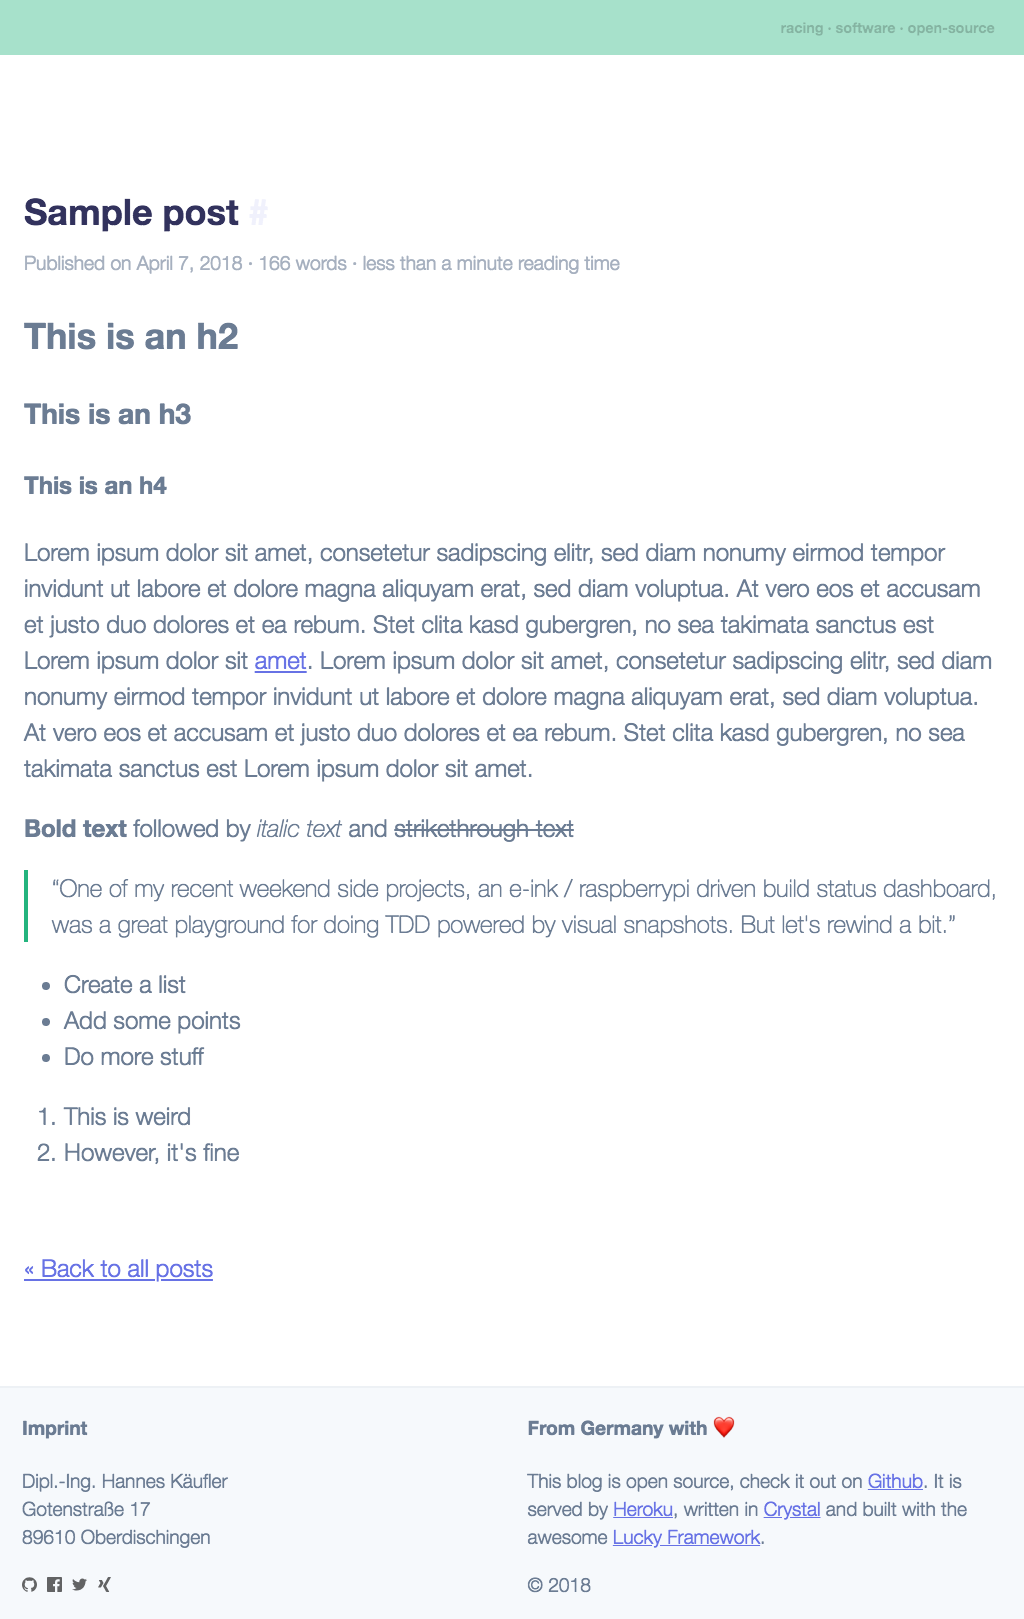 racing · software · open-source
Sample post #
Published on April 7, 2018 · 166 words · less than a minute reading time
This is an h2
This is an h3
This is an h4
Lorem ipsum dolor sit amet, consetetur sadipscing elitr, sed diam nonumy eirmod tempor
invidunt ut labore et dolore magna aliquyam erat, sed diam voluptua. At vero eos et accusam
et justo duo dolores et ea rebum. Stet clita kasd gubergren, no sea takimata sanctus est
Lorem ipsum dolor sit amet. Lorem ipsum dolor sit amet, consetetur sadipscing elitr, sed diam
nonumy eirmod tempor invidunt ut labore et dolore magna aliquyam erat, sed diam voluptua.
At vero eos et accusam et justo duo dolores et ea rebum. Stet clita kasd gubergren, no sea
takimata sanctus est Lorem ipsum dolor sit amet.
Bold text followed by italic text and strikethrough text
“One of my recent weekend side projects, an e-ink / raspberrypi driven build status dashboard,
was a great playground for doing TDD powered by visual snapshots. But let's rewind a bit.”
• Create a list
• Add some points
• Do more stuff
1. This is weird
2. However, it's fine
« Back to all posts
Imprint
Dipl.-Ing. Hannes Käufler
Gotenstraße 17
89610 Oberdischingen
From Germany with ❤️
This blog is open source, check it out on Github. It is
served by Heroku, written in Crystal and built with the
awesome Lucky Framework.
© 2018